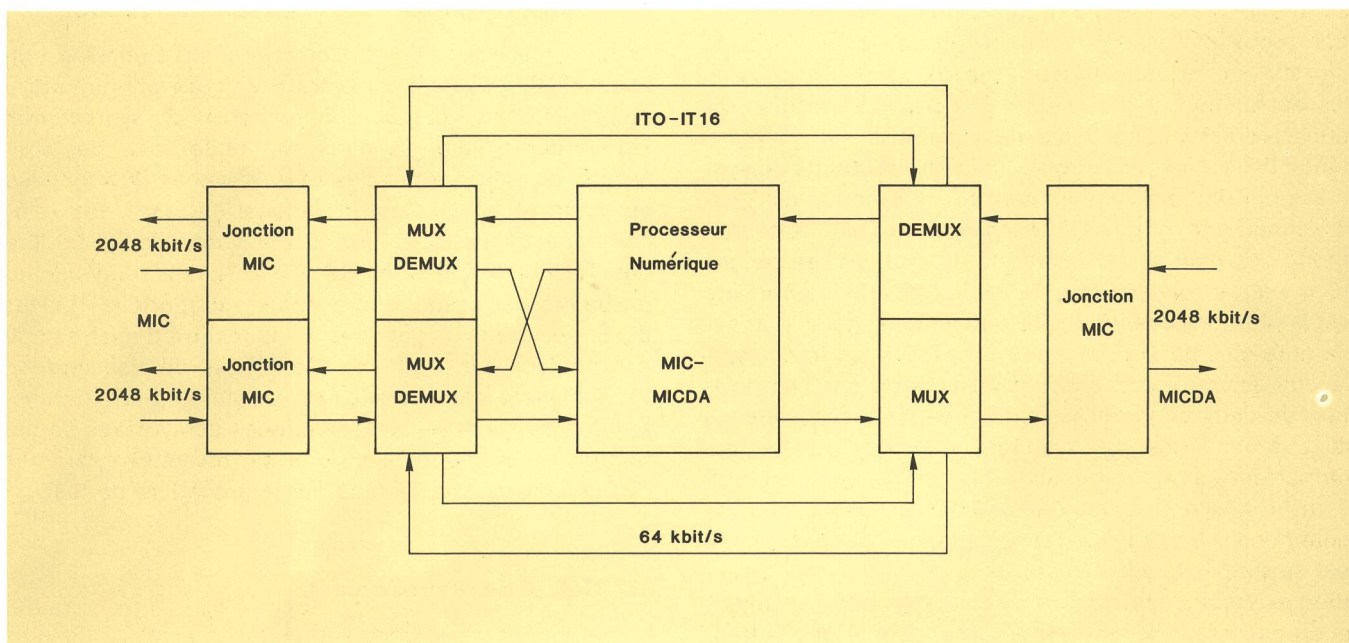 ITO-IT16
Jonction
MIC
2048 kbit/s
MUX
DEMUX
Processeur
Numérique
DEMUX
MIC
Jonction
MIC
2048 kbit/s
Jonction
MIC
2048 kbit/s
MUX
DEMUX
MIC-
MICDA
MUX
MICDA
64 kbit/s